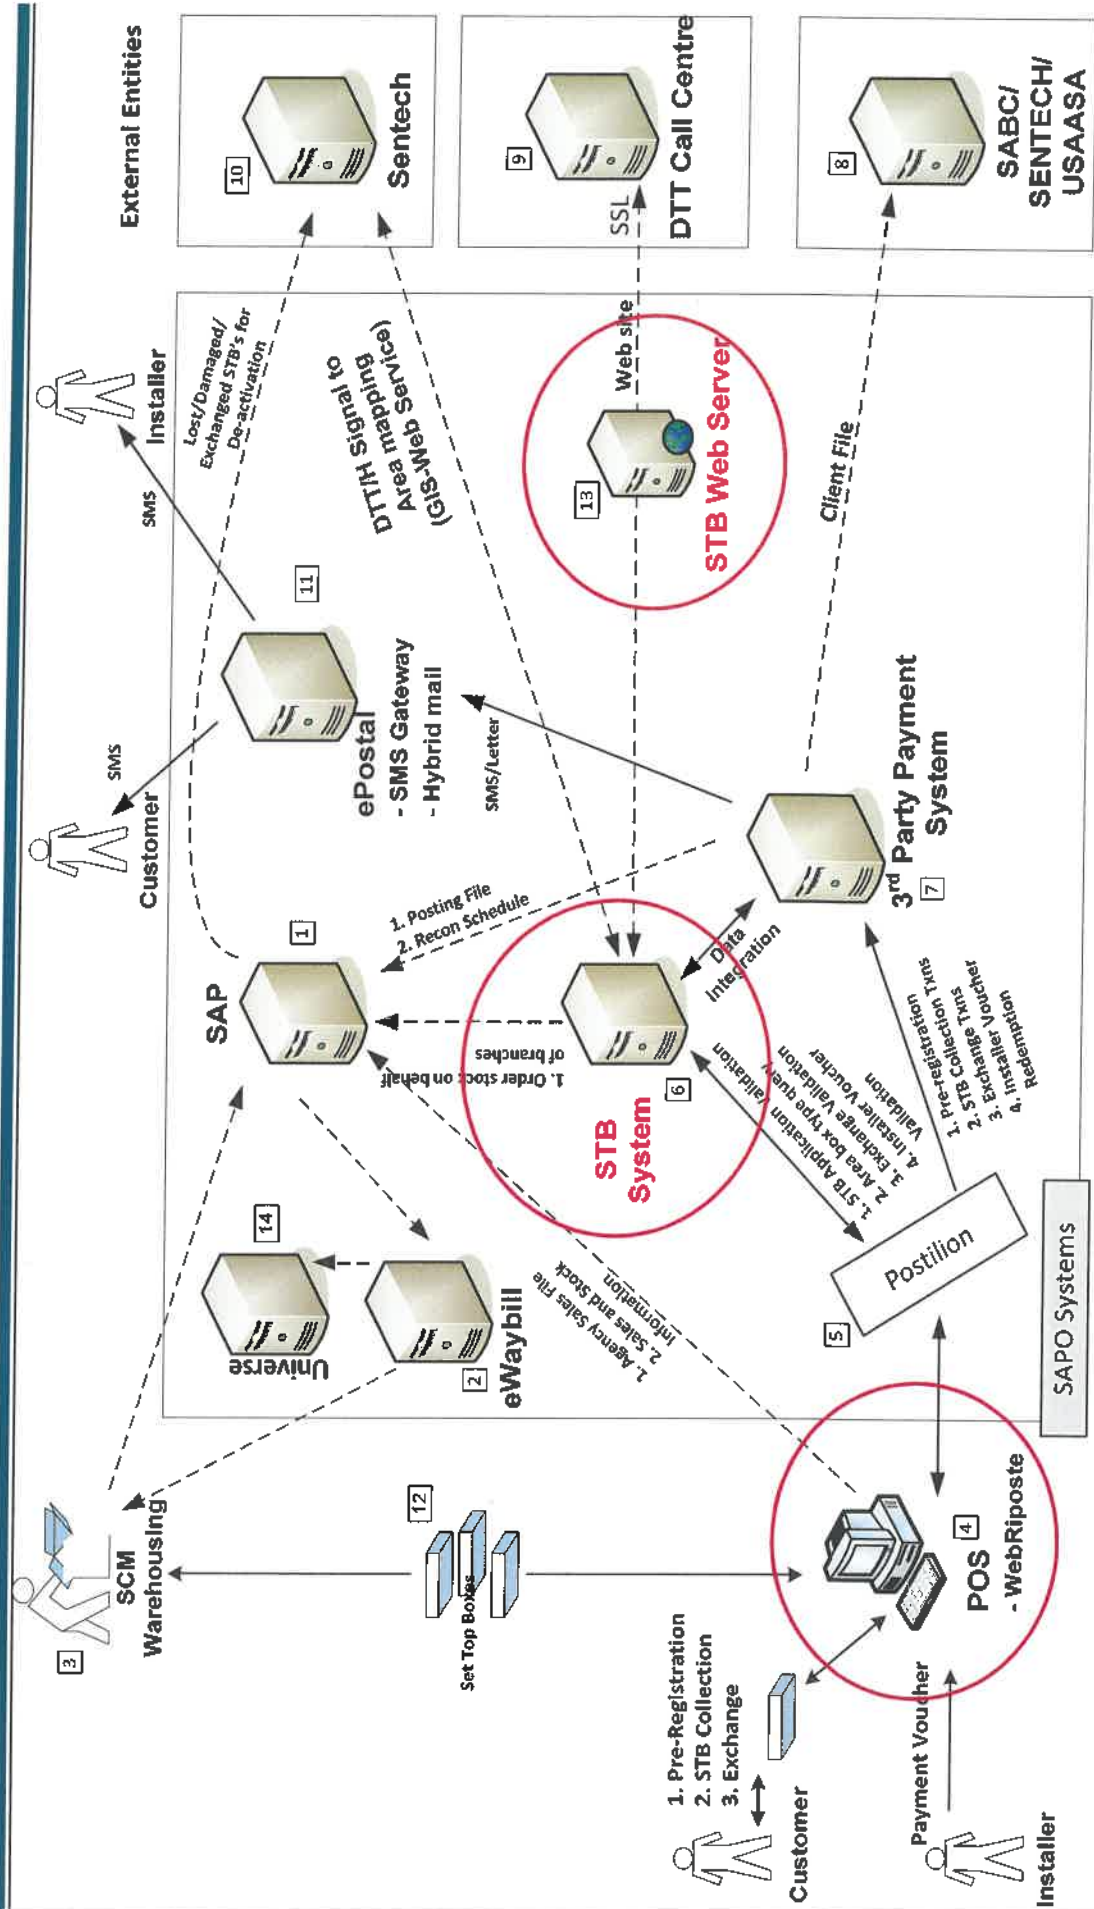 External Entities
10
Sentech
9
DTT Call Centre
SSL
8
SABC/
SENTECH/
USAASA
Customer
SMS
Installer
SMS
Lost/Damaged/
Exchanged STB's for
De-activation
DTT/H Signal to
Area mapping
(GIS-Web Service)
Web site
13
STB Web Server
Client File
11
ePostal
- SMS Gateway
- Hybrid mail
SMS/Letter
SAP
1
1. Posting File
2. Recon Schedule
1. Order stock on behalf
of branches
STB
System
6
Data
Integration
3rd Party Payment
System
7
14
Universe
2
eWaybill
1. Agency Sales File
2. Sales and Stock
Information
1. STB Application Validation
2. Area box type query
3. Exchange Validation
4. Installer Voucher
Validation
1. Pre-registration Txns
2. STB Collection Txns
3. Exchange Txns
4. Installer Voucher
Redemption
5
Postilion
SAPO Systems
3
SCM
Warehousing
12
Set Top Boxes
POS
4
- WebRiposte
1. Pre-Registration
2. STB Collection
3. Exchange
Customer
Payment Voucher
Installer